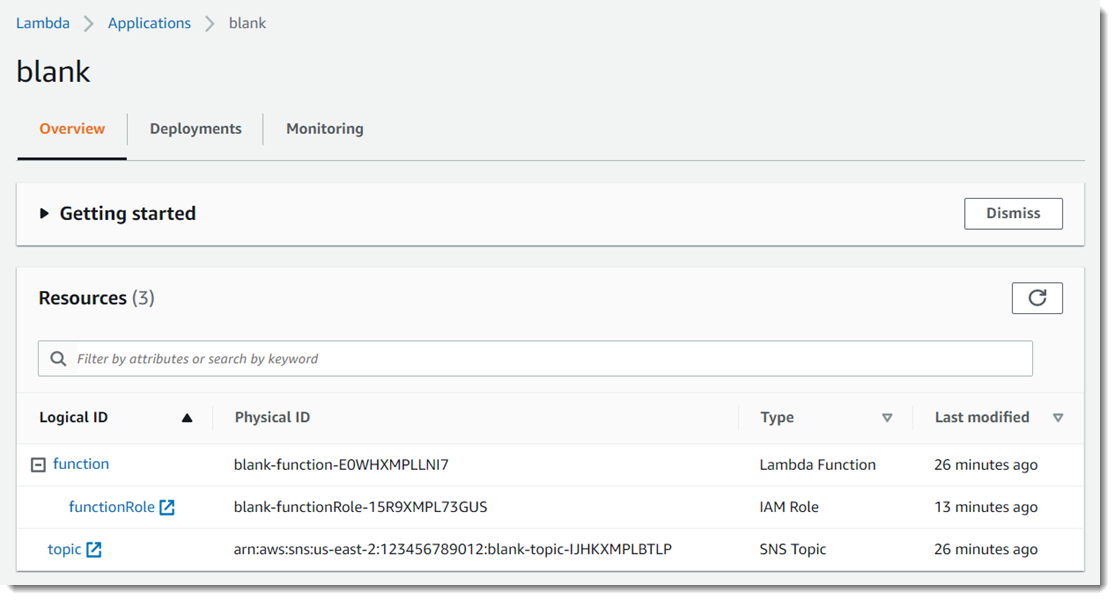 Lambda Applications blank
blank
Overview Deployments Monitoring
Getting started Dismiss
Resources (3)
Filter by attributes or search by keyword
Logical ID Physical ID Type Last modified
function blank-function-E0WHXMPLLNI7 Lambda Function 26 minutes ago
functionRole blank-functionRole-15R9XMPL73GUS IAM Role 13 minutes ago
topic arn:aws:sns:us-east-2:123456789012:blank-topic-IJHKXMPLBTLP SNS Topic 26 minutes ago